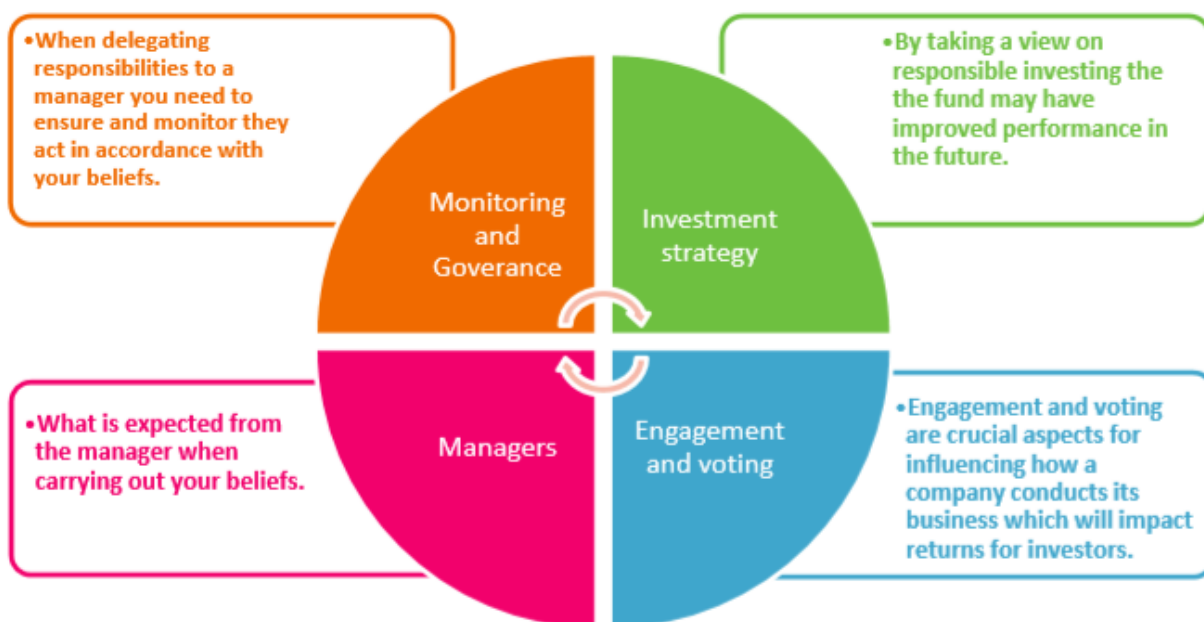 •When delegating
responsibilities to a
manager you need to
ensure and monitor they
act in accordance with
your beliefs.
•By taking a view on
responsible investing the
the fund may have
improved performance in
the future.
Monitoring
and
Goverance
Investment
strategy
Managers
Engagement
and voting
•What is expected from
the manager when
carrying out your beliefs.
•Engagement and voting
are crucial aspects for
influencing how a
company conducts its
business which will impact
returns for investors.